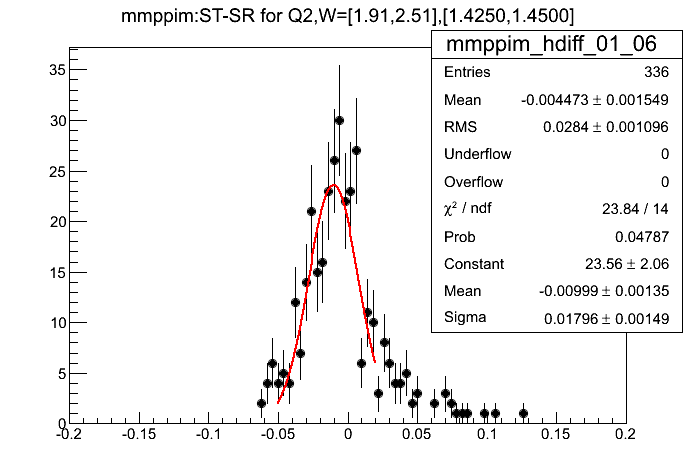 mmppim:ST-SR for Q2,W=[1.91,2.51],[1.4250,1.4500]
mmppim_hdiff_01_06
Entries 336
Mean -0.004473 ± 0.001549
RMS 0.0284 ± 0.001096
Underflow 0
Overflow 0
χ² / ndf 23.84 / 14
Prob 0.04787
Constant 23.56 ± 2.06
Mean -0.00999 ± 0.00135
Sigma 0.01796 ± 0.00149
35
30
25
20
15
10
5
0
-0.2 -0.15 -0.1 -0.05 0 0.05 0.1 0.15 0.2